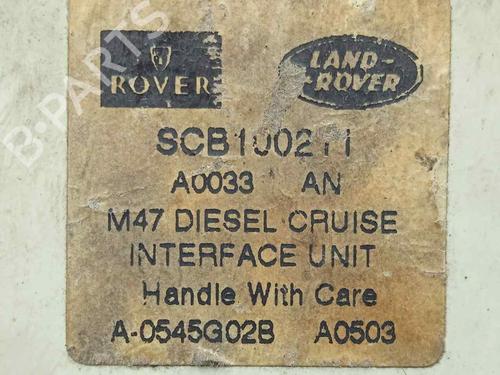 B-PARTS
ROVER
LAND-
ROVER
SCB100211
A0033 AN
M47 DIESEL CRUISE
INTERFACE UNIT
Handle With Care
A-0545G02B A0503